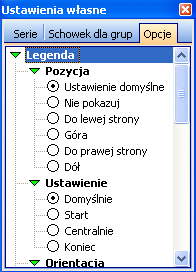 Ustawienia własne
Serie Schowek dla grup Opcje
Legenda
Pozycja
Ustawienie domyślne
Nie pokazuj
Do lewej strony
Góra
Do prawej strony
Dół
Ustawienie
Domyślnie
Start
Centralnie
Koniec
Orientacja